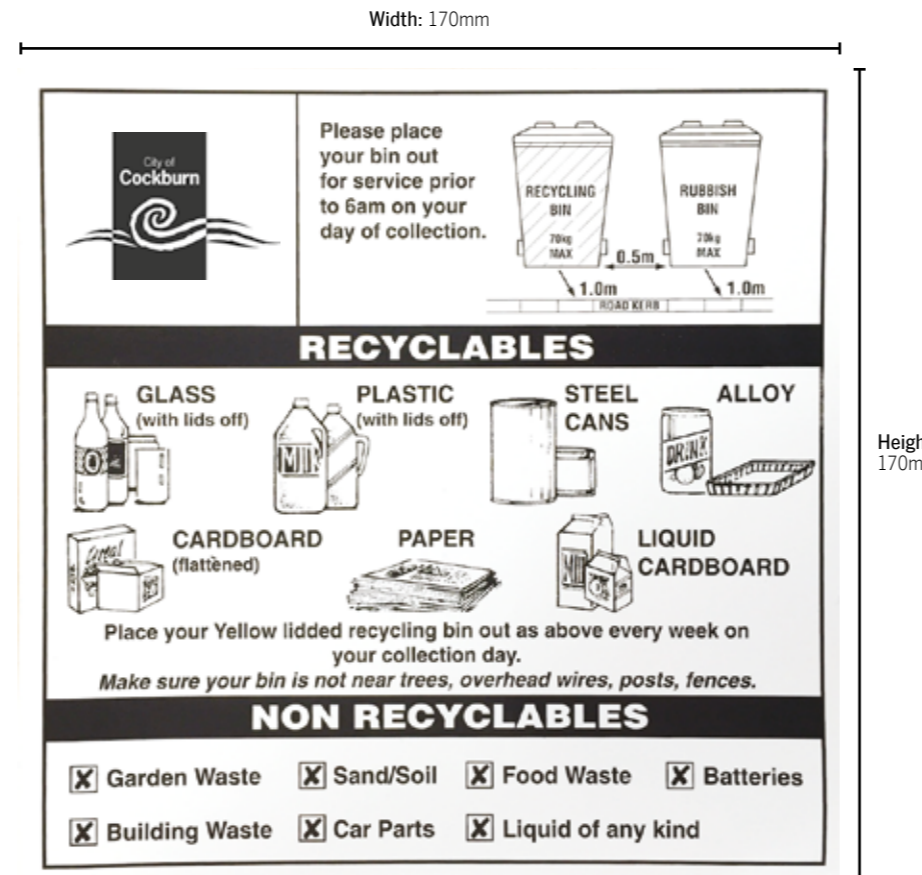 Width: 170mm
City of
Cockburn
Please place
your bin out
for service prior
to 6am on your
day of collection.
RECYCLING
BIN
70kg
MAX
RUBBISH
BIN
70kg
MAX
0.5m
1.0m
1.0m
ROAD KERB
RECYCLABLES
GLASS
(with lids off)
PLASTIC
(with lids off)
STEEL
CANS
ALLOY
DRINK
Heigh
170m
CARDBOARD
(flattened)
Cereal
PAPER
LIQUID
CARDBOARD
Place your Yellow lidded recycling bin out as above every week on
your collection day.
Make sure your bin is not near trees, overhead wires, posts, fences.
NON RECYCLABLES
Garden Waste
Sand/Soil
Food Waste
Batteries
Building Waste
Car Parts
Liquid of any kind